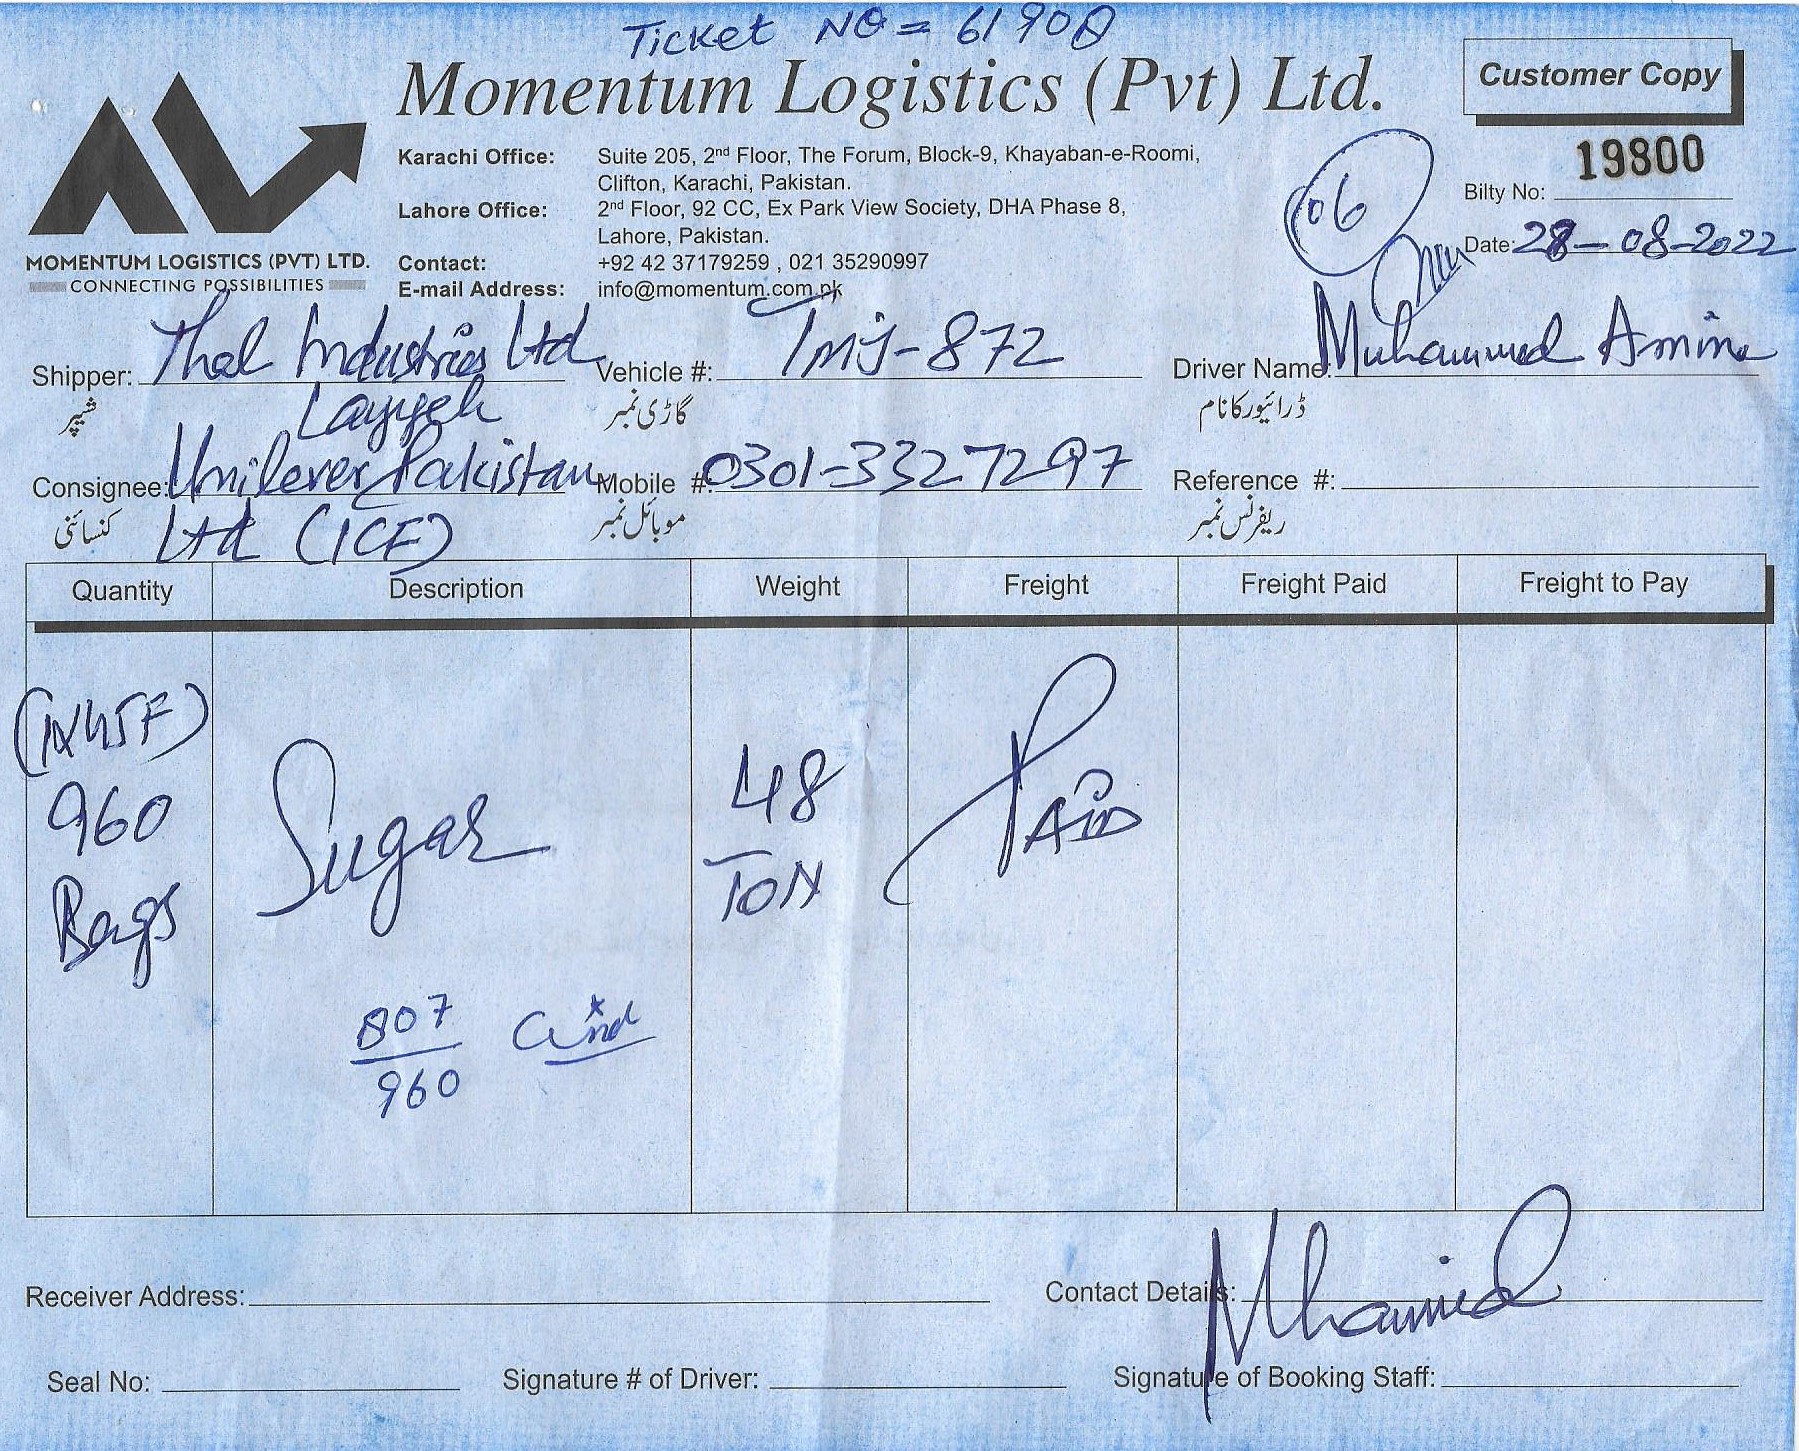 Ticket NO = 61908
Momentum Logistics (Pvt) Ltd.
Customer Copy
MOMENTUM LOGISTICS (PVT) LTD.
CONNECTING POSSIBILITIES
Karachi Office: Suite 205, 2nd Floor, The Forum, Block-9, Khayaban-e-Roomi,
Clifton, Karachi, Pakistan.
Lahore Office: 2nd Floor, 92 CC, Ex Park View Society, DHA Phase 8,
Lahore, Pakistan.
Contact: +92 42 37179259 , 021 35290997
E-mail Address: info@momentum.com.pk
06
19800
Bilty No:
Date: 28-08-2022
Shipper: Thal Industries Ltd Vehicle #: TMJ-872 Driver Name: Muhammed Amin
شپر Layyah گاڑی نمبر ڈرائیور کا نام
Consignee: Unilever Pakistan Mobile #: 0301-3327297 Reference #:
کنسائنی Ltd (ICF) موبائل نمبر ریفرنس نمبر
Quantity Description Weight Freight Freight Paid Freight to Pay
960 Bags Sugar 48 TON PAID
807
960
Receiver Address: Contact Details:
Seal No: Signature # of Driver: Signature of Booking Staff: